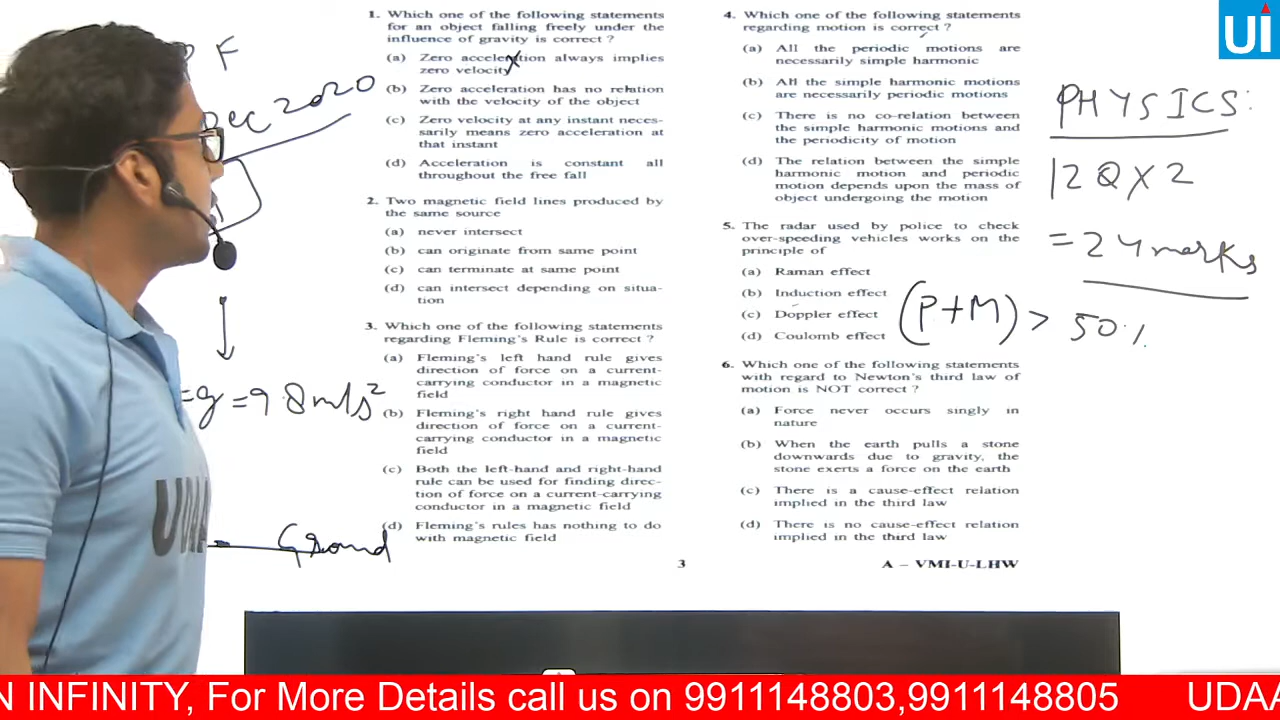 P F
Dec 2020
= g = 9.8 m/s²
Ground
1. Which one of the following statements
for an object falling freely under the
influence of gravity is correct ?
(a) Zero acceleration always implies
zero velocity
(b) Zero acceleration has no relation
with the velocity of the object
(c) Zero velocity at any instant neces-
sarily means zero acceleration at
that instant
(d) Acceleration is constant all
throughout the free fall
2. Two magnetic field lines produced by
the same source
(a) never intersect
(b) can originate from same point
(c) can terminate at same point
(d) can intersect depending on situa-
tion
3. Which one of the following statements
regarding Fleming's Rule is correct ?
(a) Fleming's left hand rule gives
direction of force on a current-
carrying conductor in a magnetic
field
(b) Fleming's right hand rule gives
direction of force on a current-
carrying conductor in a magnetic
field
(c) Both the left-hand and right-hand
rule can be used for finding direc-
tion of force on a current-carrying
conductor in a magnetic field
(d) Fleming's rules has nothing to do
with magnetic field
4. Which one of the following statements
regarding motion is correct ?
(a) All the periodic motions are
necessarily simple harmonic
(b) All the simple harmonic motions
are necessarily periodic motions
(c) There is no co-relation between
the simple harmonic motions and
the periodicity of motion
(d) The relation between the simple
harmonic motion and periodic
motion depends upon the mass of
object undergoing the motion
5. The radar used by police to check
over-speeding vehicles works on the
principle of
(a) Raman effect
(b) Induction effect
(c) Doppler effect
(d) Coulomb effect
6. Which one of the following statements
with regard to Newton's third law of
motion is NOT correct ?
(a) Force never occurs singly in
nature
(b) When the earth pulls a stone
downwards due to gravity, the
stone exerts a force on the earth
(c) There is a cause-effect relation
implied in the third law
(d) There is no cause-effect relation
implied in the third law
3
A – VMI-U-LHW
PHYSICS:
12 Q X 2
= 24 marks
(P+M) > 50%
Ui
N INFINITY, For More Details call us on 9911148803,9911148805 UDAA